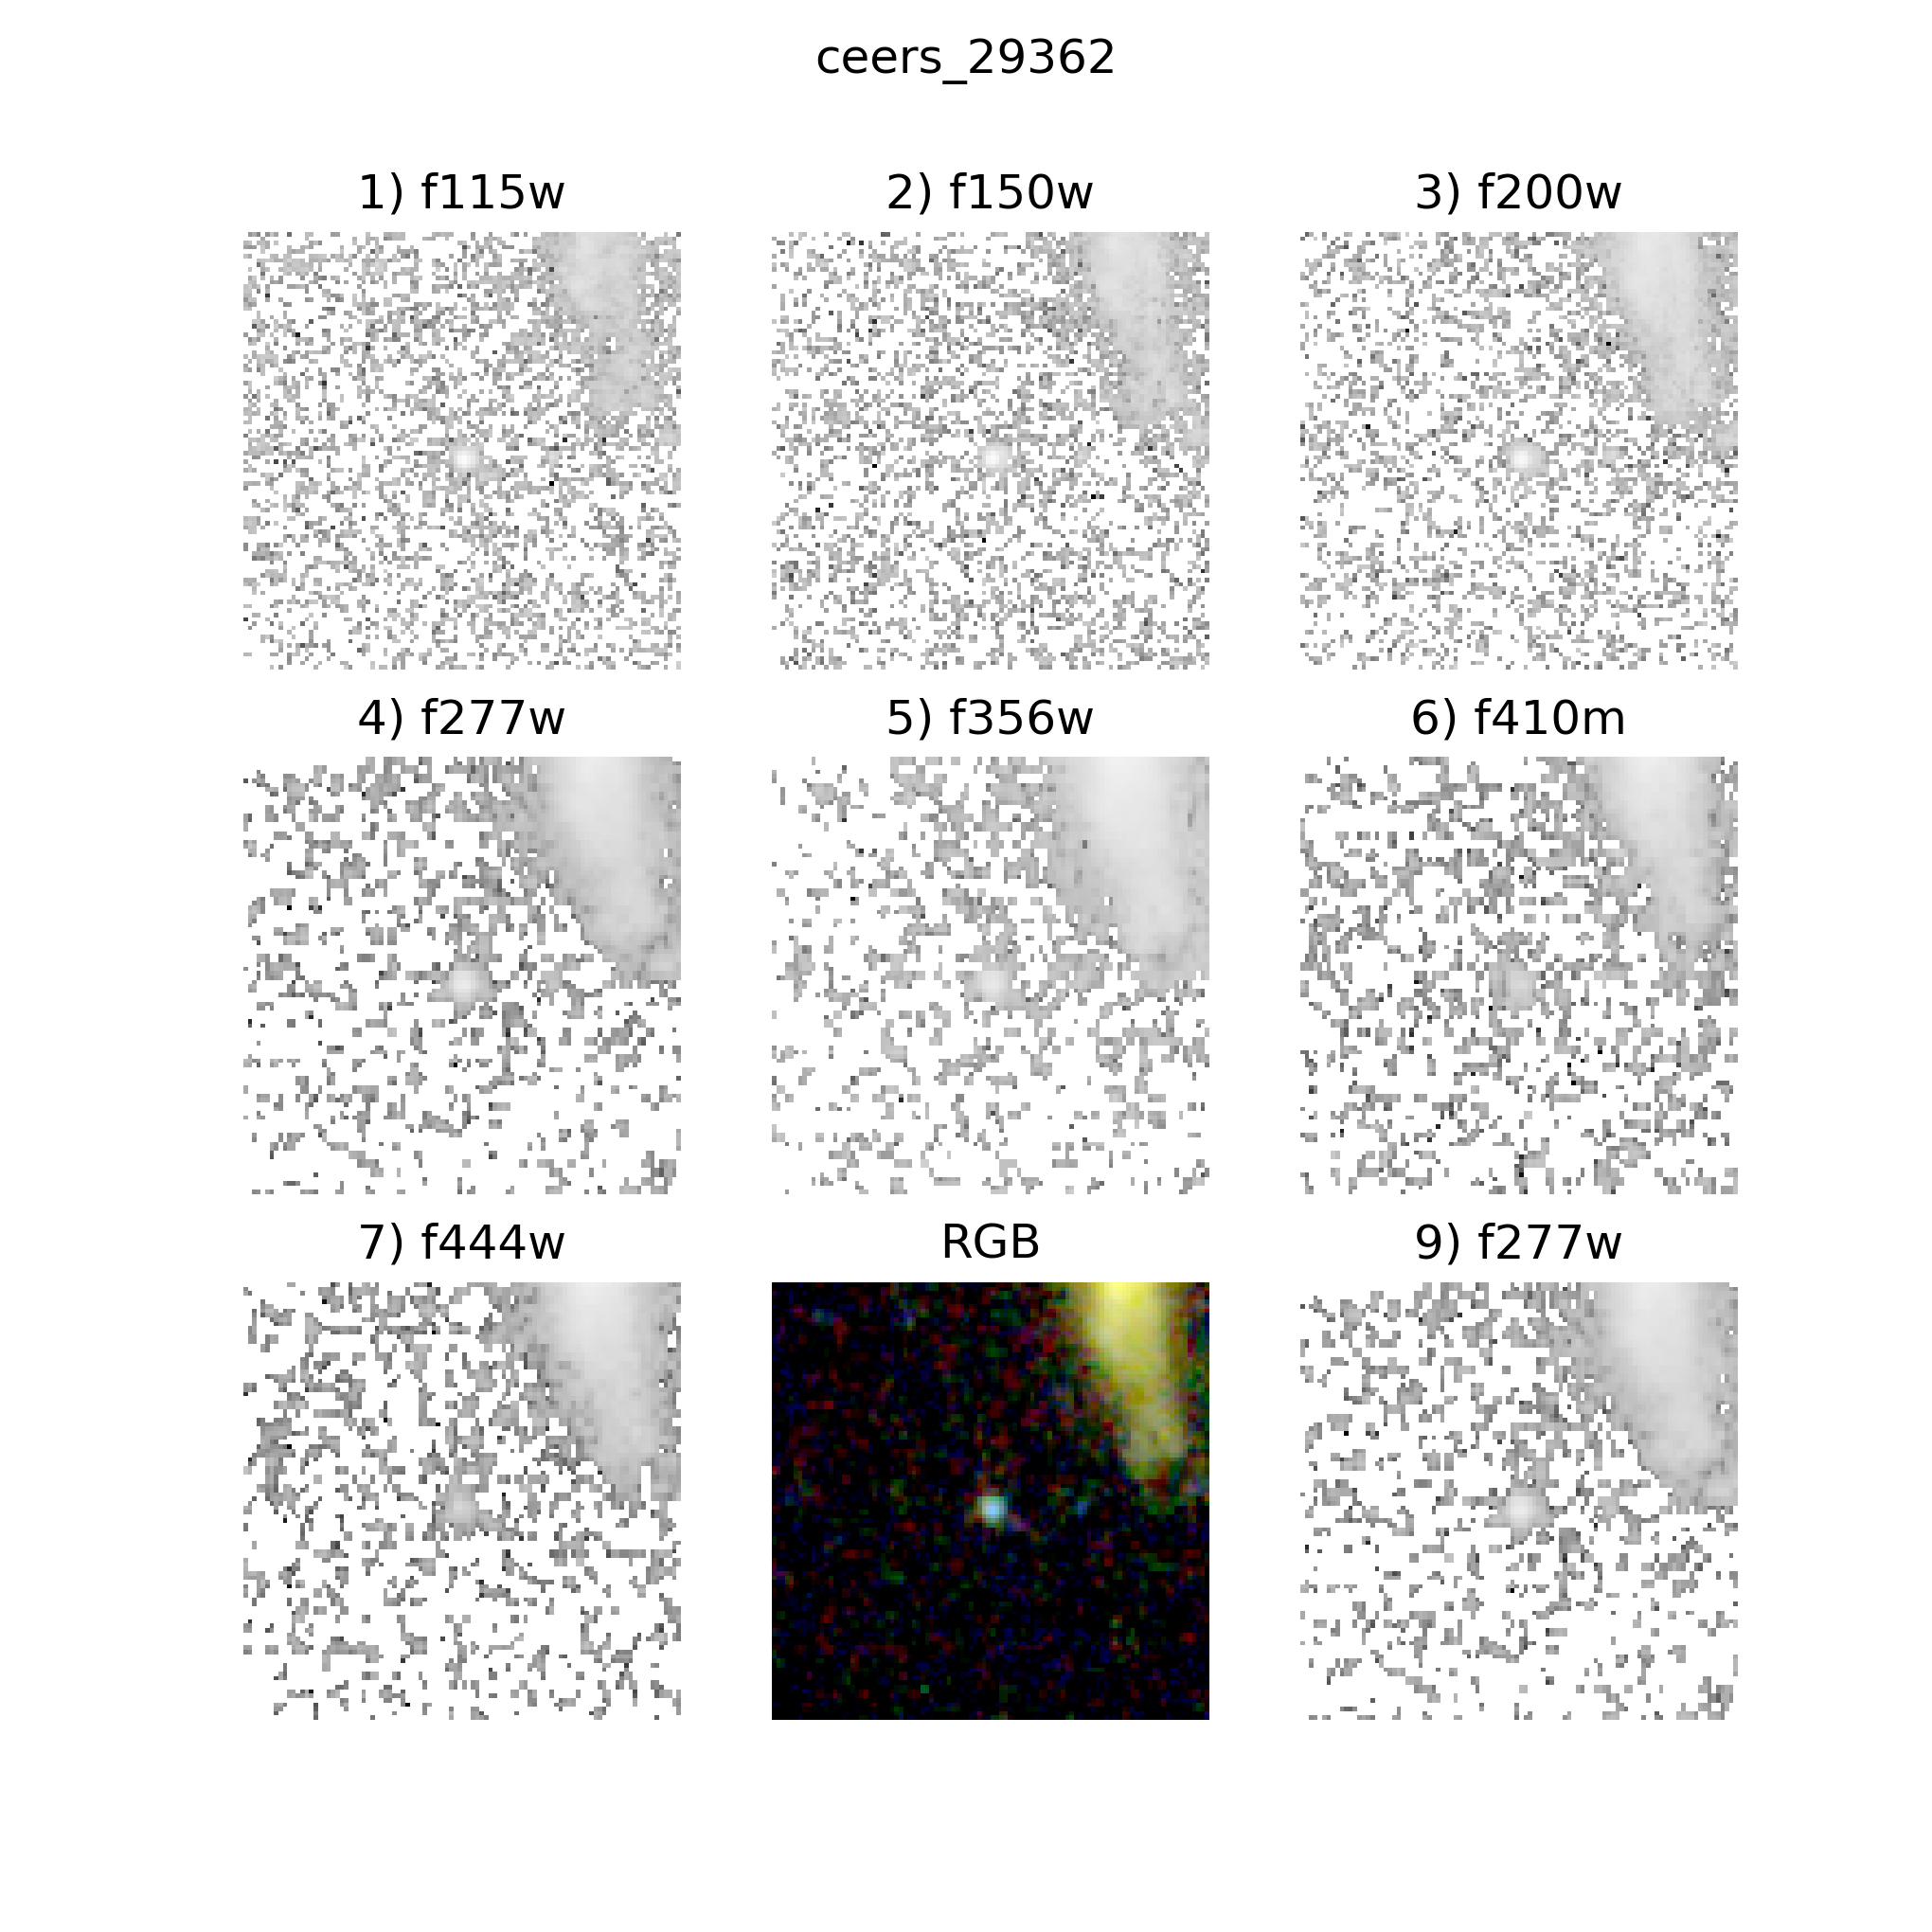 ceers_29362
1) f115w
2) f150w
3) f200w
4) f277w
5) f356w
6) f410m
7) f444w
RGB
9) f277w